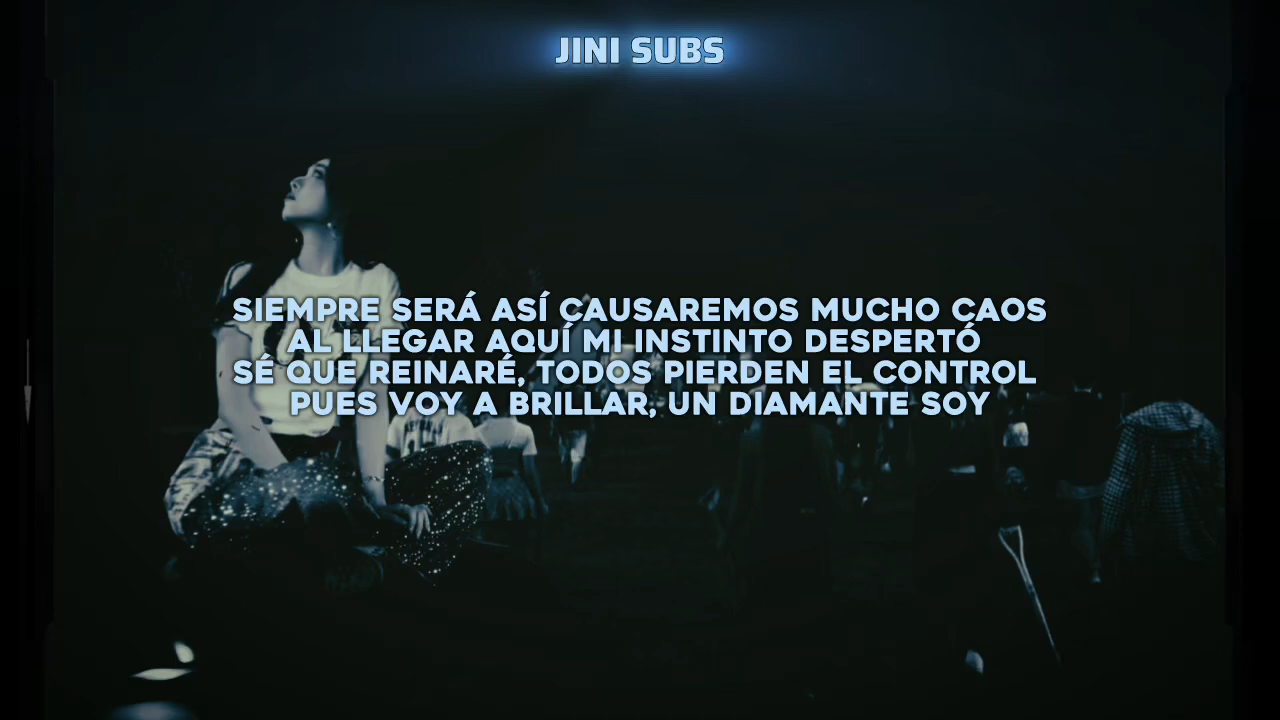 JINI SUBS
SIEMPRE SERÁ ASÍ CAUSAREMOS MUCHO CAOS
AL LLEGAR AQUÍ MI INSTINTO DESPERTÓ
SÉ QUE REINARÉ, TODOS PIERDEN EL CONTROL
PUES VOY A BRILLAR, UN DIAMANTE SOY